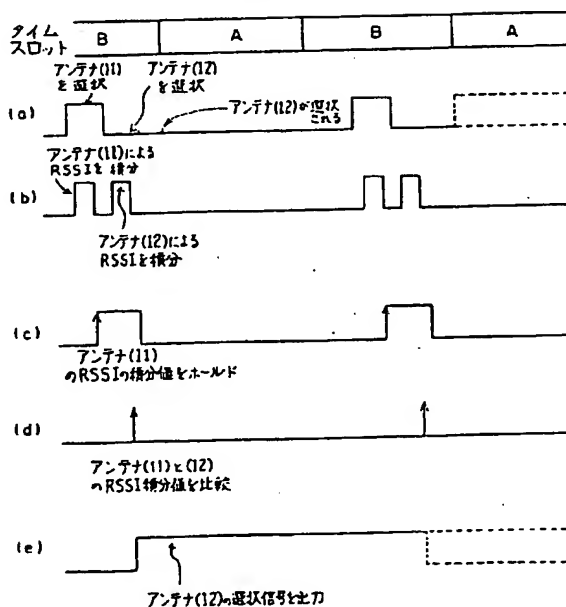 タイム
スロット
B
A
B
A
アンテナ(11)
を選状
アンテナ(12)
を選状
アンテナ(12)が選状
される
(a)
アンテナ(11)による
RSSIを積分
(b)
アンテナ(12)による
RSSIを積分
(c)
アンテナ(11)
のRSSIの積分値をホールド
(d)
アンテナ(11)と(12)
のRSSI積分値を比較
(e)
アンテナ(12)の選状信号を出力